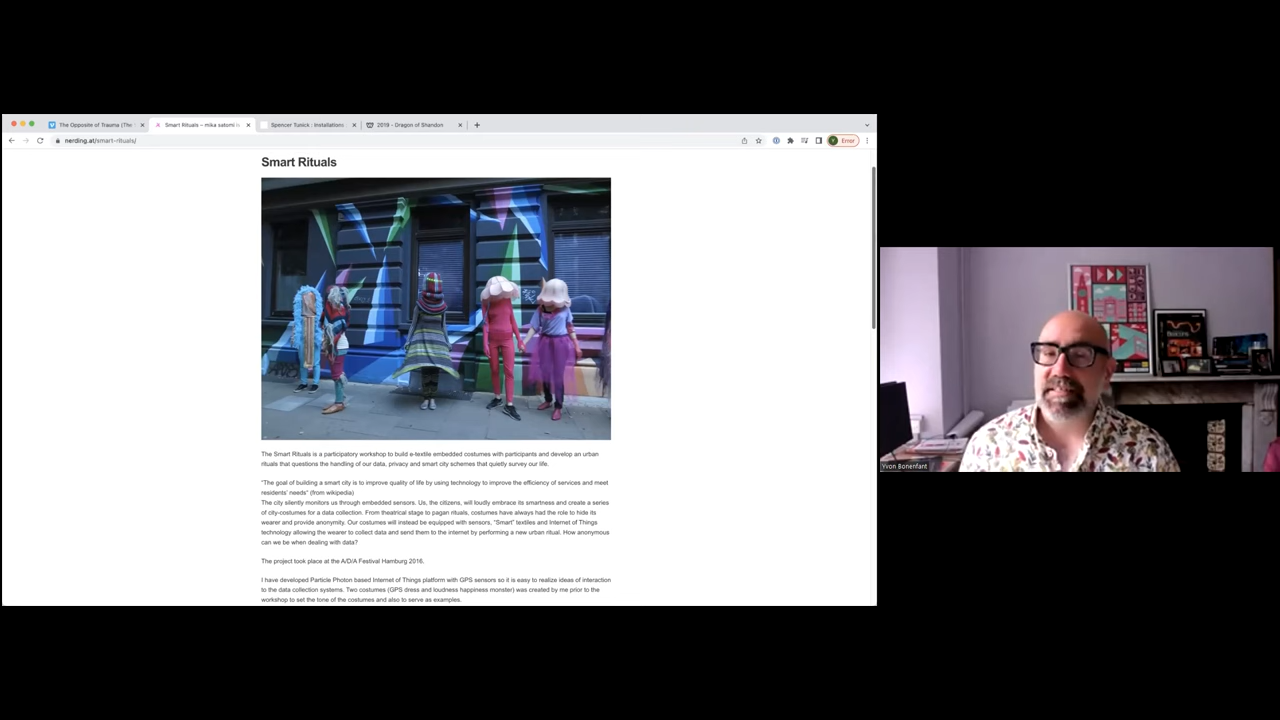 The Opposite of Trauma (The
Smart Rituals – mika satomi is
Spencer Tunick : Installations :
2019 - Dragon of Shandon
nerding.at/smart-rituals/
Error
Smart Rituals
The Smart Rituals is a participatory workshop to build e-textile embedded costumes with participants and develop an urban
rituals that questions the handling of our data, privacy and smart city schemes that quietly survey our life.
"The goal of building a smart city is to improve quality of life by using technology to improve the efficiency of services and meet
residents' needs" (from wikipedia)
The city silently monitors us through embedded sensors. Us, the citizens, will loudly embrace its smartness and create a series
of city-costumes for a data collection. From theatrical stage to pagan rituals, costumes have always had the role to hide its
wearer and provide anonymity. Our costumes will instead be equipped with sensors, "Smart" textiles and Internet of Things
technology allowing the wearer to collect data and send them to the internet by performing a new urban ritual. How anonymous
can we be when dealing with data?
The project took place at the A/D/A Festival Hamburg 2016.
I have developed Particle Photon based Internet of Things platform with GPS sensors so it is easy to realize ideas of interaction
to the data collection systems. Two costumes (GPS dress and loudness happiness monster) was created by me prior to the
workshop to set the tone of the costumes and also to serve as examples.
Yvon Bonenfant